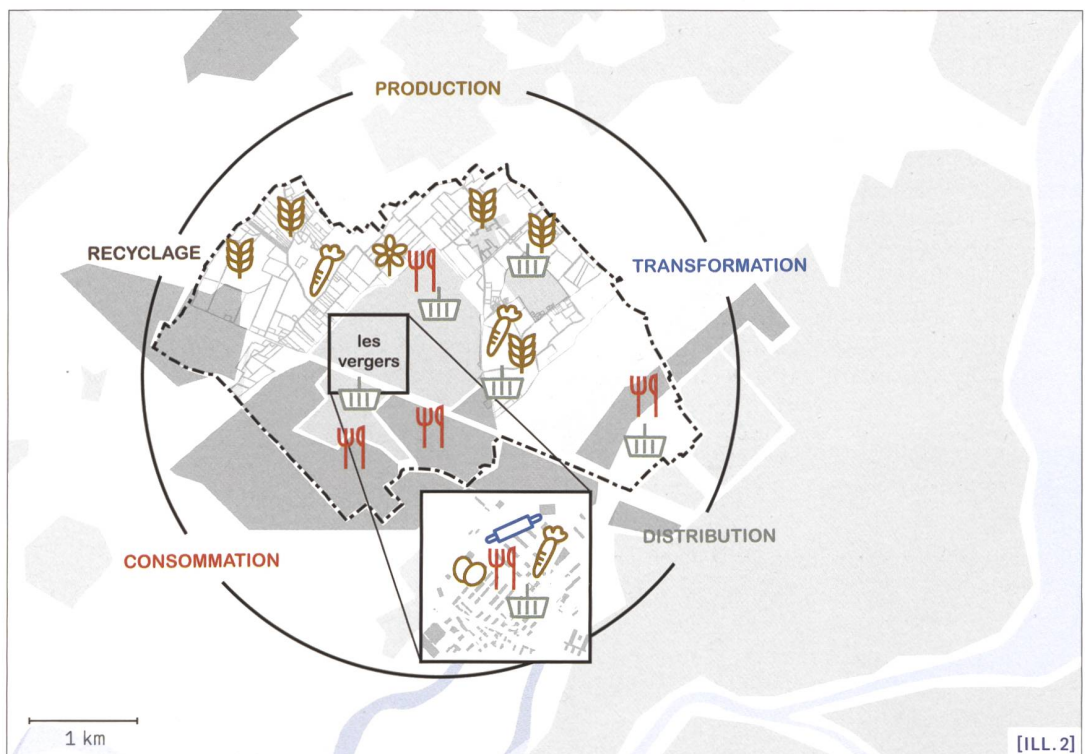 PRODUCTION
RECYCLAGE
TRANSFORMATION
les
vergers
DISTRIBUTION
CONSOMMATION
1 km
[ILL.2]